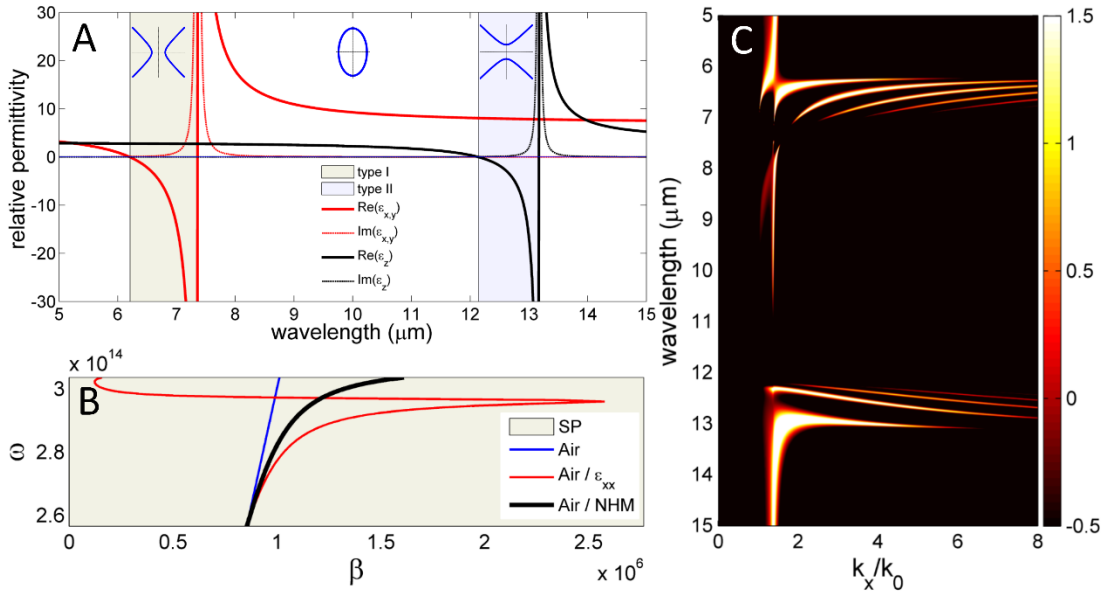 A
relative permittivity
30
20
10
0
-10
-20
-30
5
6
7
8
9
10
11
12
13
14
15
wavelength (μm)
type I
type II
Re(ε_x,y)
Im(ε_x,y)
Re(ε_z)
Im(ε_z)
x 10^14
B
ω
3
2.8
2.6
0
0.5
1
1.5
2
2.5
x 10^6
β
SP
Air
Air / ε_xx
Air / NHM
C
wavelength (μm)
5
6
7
8
9
10
11
12
13
14
15
2
4
6
8
k_x/k_0
1.5
1
0.5
0
-0.5